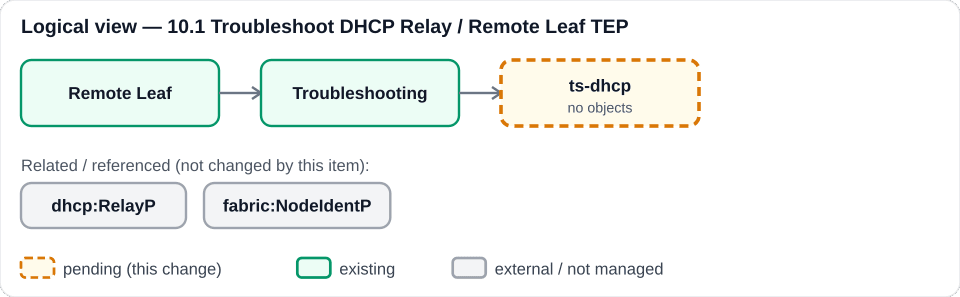 Logical view — 10.1 Troubleshoot DHCP Relay / Remote Leaf TEP
Remote Leaf
Troubleshooting
ts-dhcp
no objects
Related / referenced (not changed by this item):
dhcp:RelayP
fabric:NodeIdentP
pending (this change)
existing
external / not managed